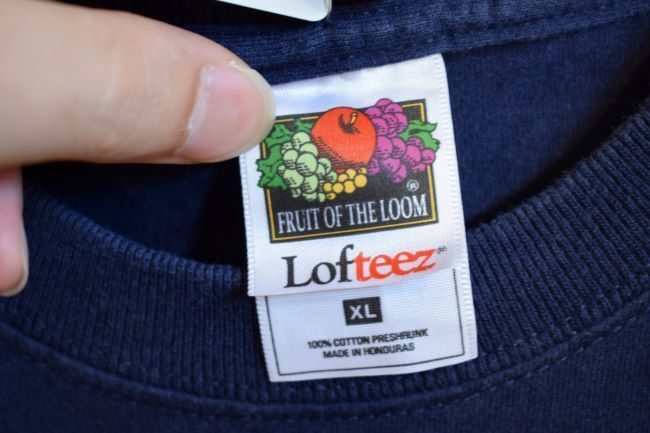 FRUIT OF THE LOOM ®
Lofteez®
XL
100% COTTON PRESHRUNK
MADE IN HONDURAS